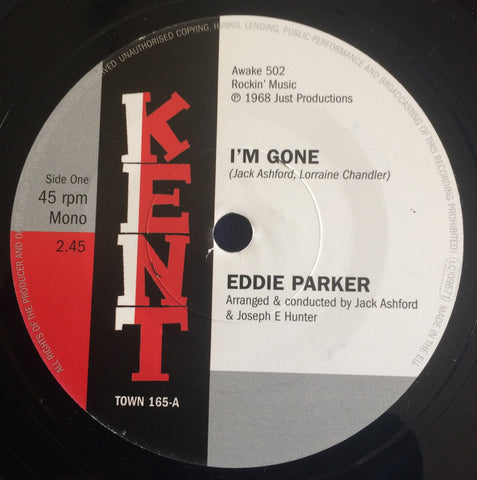 Awake 502
Rockin' Music
℗ 1968 Just Productions
I'M GONE
(Jack Ashford, Lorraine Chandler)
Side One
45 rpm
Mono
2.45
KENT
EDDIE PARKER
Arranged & conducted by Jack Ashford
& Joseph E Hunter
TOWN 165-A
ALL RIGHTS OF THE PRODUCER AND OF
RESERVED. UNAUTHORISED COPYING, HIRING, LENDING, PUBLIC PERFORMANCE AND BROADCASTING OF THIS RECORDING PROHIBITED
MADE IN THE E.U.